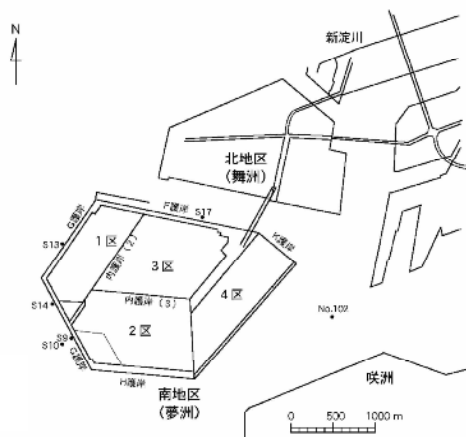 N
新淀川
北地区
(舞洲)
F護岸
S17
G護岸
K護岸
S13
1区
内護岸(2)
3区
S14
内護岸(3)
4区
2区
No.102
S9
S10
G護岸
H護岸
南地区
(夢洲)
咲洲
0 500 1000 m